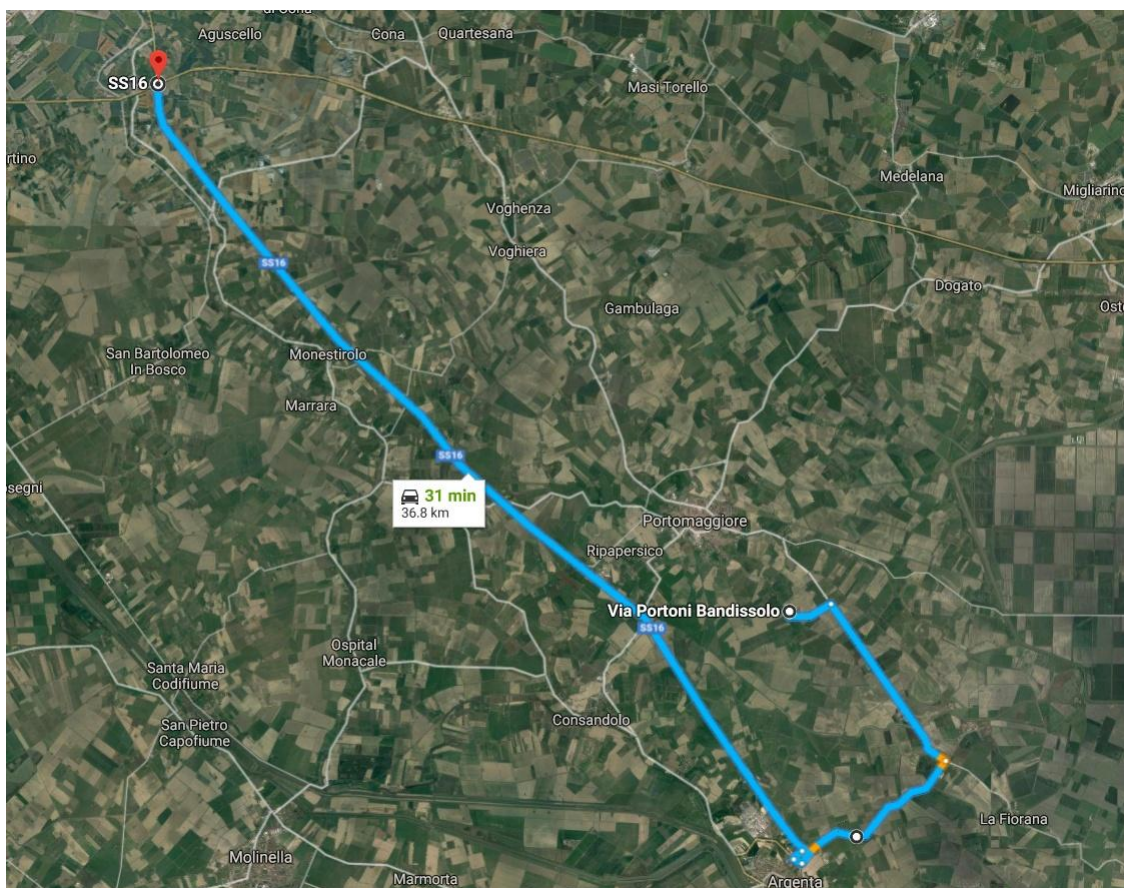 Aguscello
Cona
Quartesana
SS16
Masi Torello
rtino
Medelana
Migliarino
Voghenza
Voghiera
SS16
Dogato
Gambulaga
Ost
San Bartolomeo
In Bosco
Monestirolo
Marrara
SS16
osegni
31 min
36.8 km
Portomaggiore
Ripapersico
Via Portoni Bandissolo
SS16
Ospital
Monacale
Santa Maria
Codifiume
San Pietro
Capofiume
Consandolo
La Fiorana
Molinella
Marmorta
Argenta